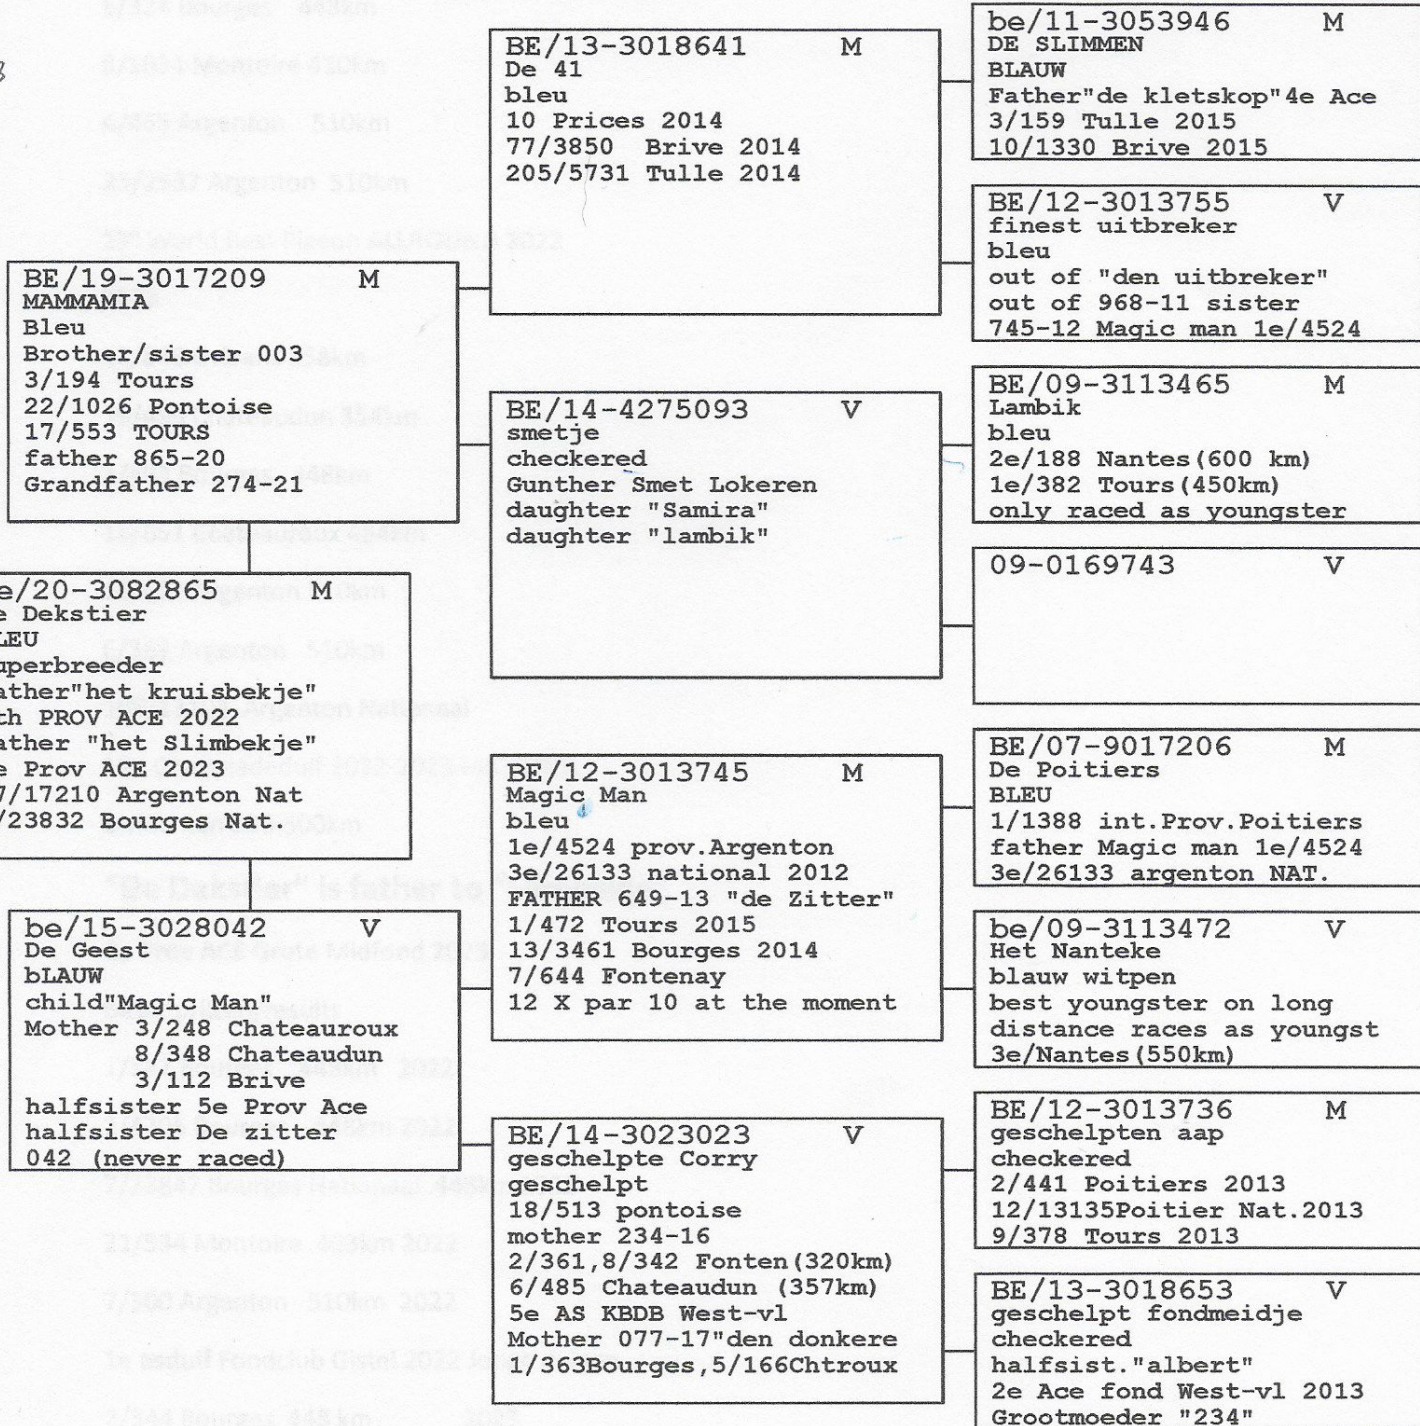 BE/19-3017209 M
MAMMAMIA
Bleu
Brother/sister 003
3/194 Tours
22/1026 Pontoise
17/553 TOURS
father 865-20
Grandfather 274-21
e/20-3082865 M
e Dekstier
LEU
uperbreeder
ather"het kruisbekje"
th PROV ACE 2022
ather "het Slimbekje"
e Prov ACE 2023
7/17210 Argenton Nat
/23832 Bourges Nat.
be/15-3028042 V
De Geest
bLAUW
child"Magic Man"
Mother 3/248 Chateauroux
8/348 Chateaudun
3/112 Brive
halfsister 5e Prov Ace
halfsister De zitter
042 (never raced)
BE/13-3018641 M
De 41
bleu
10 Prices 2014
77/3850 Brive 2014
205/5731 Tulle 2014
BE/14-4275093 V
smetje
checkered
Gunther Smet Lokeren
daughter "Samira"
daughter "lambik"
BE/12-3013745 M
Magic Man
bleu
1e/4524 prov.Argenton
3e/26133 national 2012
FATHER 649-13 "de Zitter"
1/472 Tours 2015
13/3461 Bourges 2014
7/644 Fontenay
12 X par 10 at the moment
BE/14-3023023 V
geschelpte Corry
geschelpt
18/513 pontoise
mother 234-16
2/361,8/342 Fonten(320km)
6/485 Chateaudun (357km)
5e AS KBDB West-vl
Mother 077-17"den donkere
1/363Bourges,5/166Chtroux
be/11-3053946 M
DE SLIMMEN
BLAUW
Father"de kletskop"4e Ace
3/159 Tulle 2015
10/1330 Brive 2015
BE/12-3013755 V
finest uitbreker
bleu
out of "den uitbreker"
out of 968-11 sister
745-12 Magic man 1e/4524
BE/09-3113465 M
Lambik
bleu
2e/188 Nantes(600 km)
1e/382 Tours(450km)
only raced as youngster
09-0169743 V
BE/07-9017206 M
De Poitiers
BLEU
1/1388 int.Prov.Poitiers
father Magic man 1e/4524
3e/26133 argenton NAT.
be/09-3113472 V
Het Nanteke
blauw witpen
best youngster on long
distance races as youngst
3e/Nantes(550km)
BE/12-3013736 M
geschelpten aap
checkered
2/441 Poitiers 2013
12/13135Poitier Nat.2013
9/378 Tours 2013
BE/13-3018653 V
geschelpt fondmeidje
checkered
halfsist."albert"
2e Ace fond West-vl 2013
Grootmoeder "234"